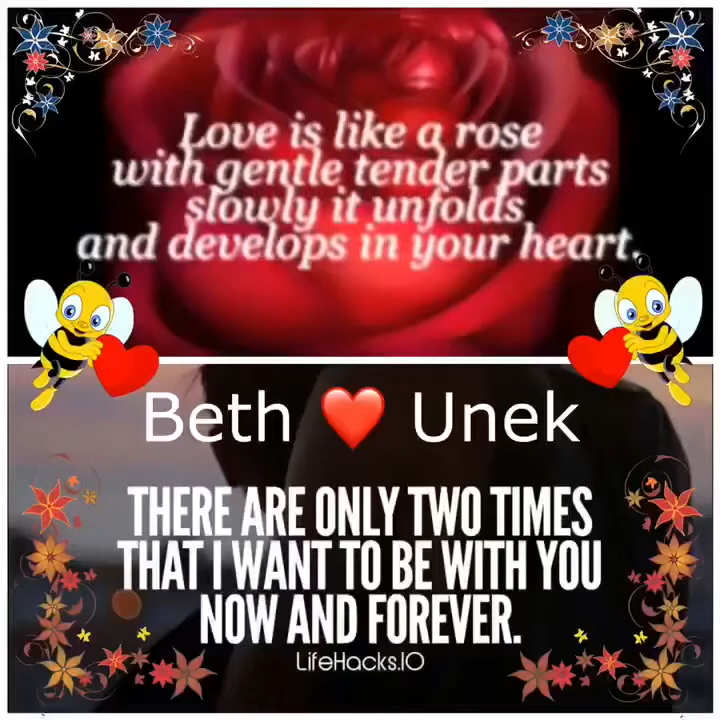 Love is like a rose
with gentle tender parts
slowly it unfolds
and develops in your heart.
Beth ❤️ Unek
THERE ARE ONLY TWO TIMES
THAT I WANT TO BE WITH YOU
NOW AND FOREVER.
LifeHacks.IO